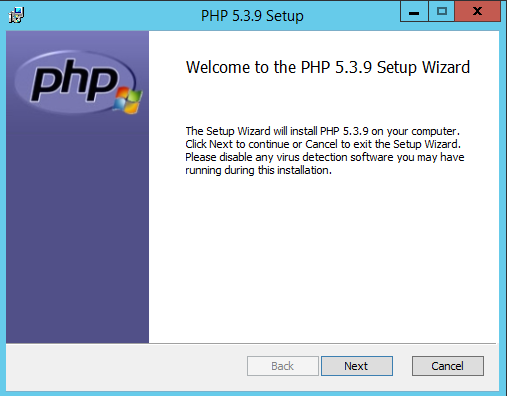 PHP 5.3.9 Setup
php
Welcome to the PHP 5.3.9 Setup Wizard
The Setup Wizard will install PHP 5.3.9 on your computer.
Click Next to continue or Cancel to exit the Setup Wizard.
Please disable any virus detection software you may have
running during this installation.
Back
Next
Cancel